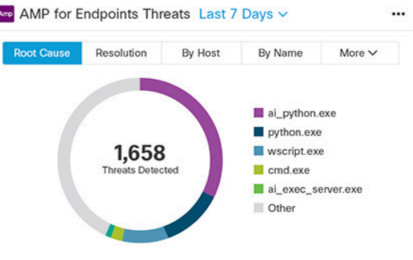 Amp AMP for Endpoints Threats Last 7 Days
Root Cause Resolution By Host By Name More
1,658
Threats Detected
ai_python.exe
python.exe
wscript.exe
cmd.exe
ai_exec_server.exe
Other